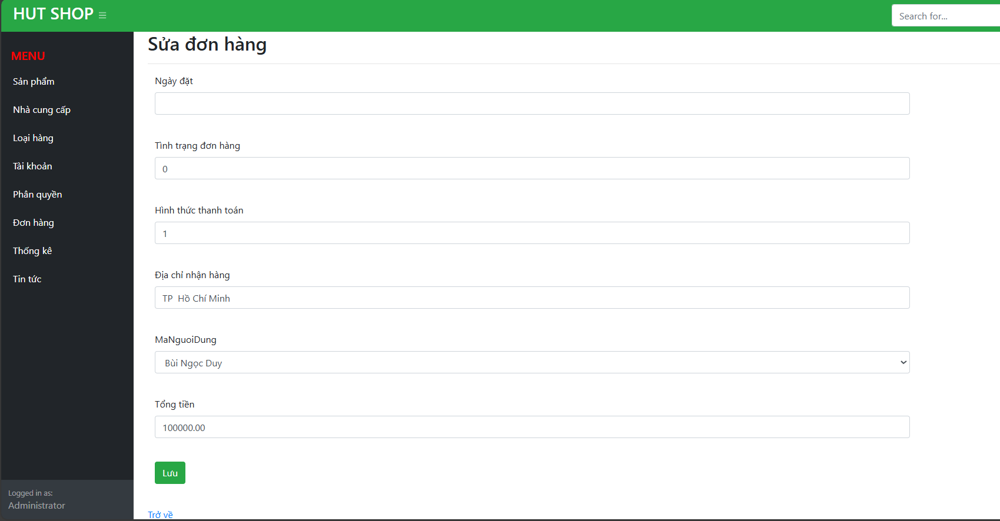 HUT SHOP
Search for...
MENU
Sản phẩm
Nhà cung cấp
Loại hàng
Tài khoản
Phân quyền
Đơn hàng
Thống kê
Tin tức
Logged in as:
Administrator
Sửa đơn hàng
Ngày đặt
Tình trạng đơn hàng
0
Hình thức thanh toán
1
Địa chỉ nhận hàng
TP  Hồ Chí Minh
MaNguoiDung
Bùi Ngọc Duy
Tổng tiền
100000.00
Lưu
Trở về